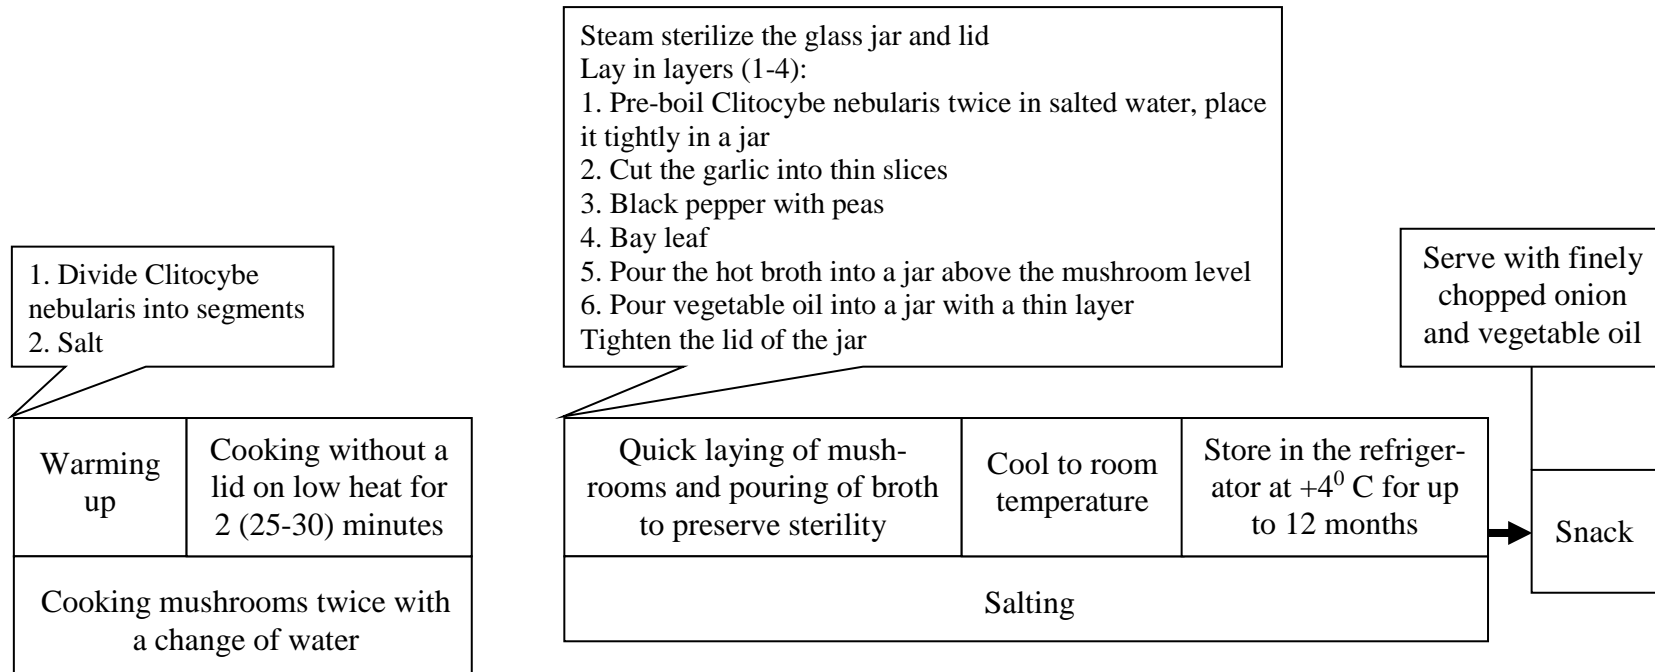 Steam sterilize the glass jar and lid
Lay in layers (1-4):
1. Pre-boil Clitocybe nebularis twice in salted water, place
it tightly in a jar
2. Cut the garlic into thin slices
3. Black pepper with peas
4. Bay leaf
5. Pour the hot broth into a jar above the mushroom level
6. Pour vegetable oil into a jar with a thin layer
Tighten the lid of the jar
1. Divide Clitocybe
nebularis into segments
2. Salt
Serve with finely
chopped onion
and vegetable oil
Warming
up
Cooking without a
lid on low heat for
2 (25-30) minutes
Cooking mushrooms twice with
a change of water
Quick laying of mush-
rooms and pouring of broth
to preserve sterility
Cool to room
temperature
Store in the refriger-
ator at +4⁰ C for up
to 12 months
Salting
Snack